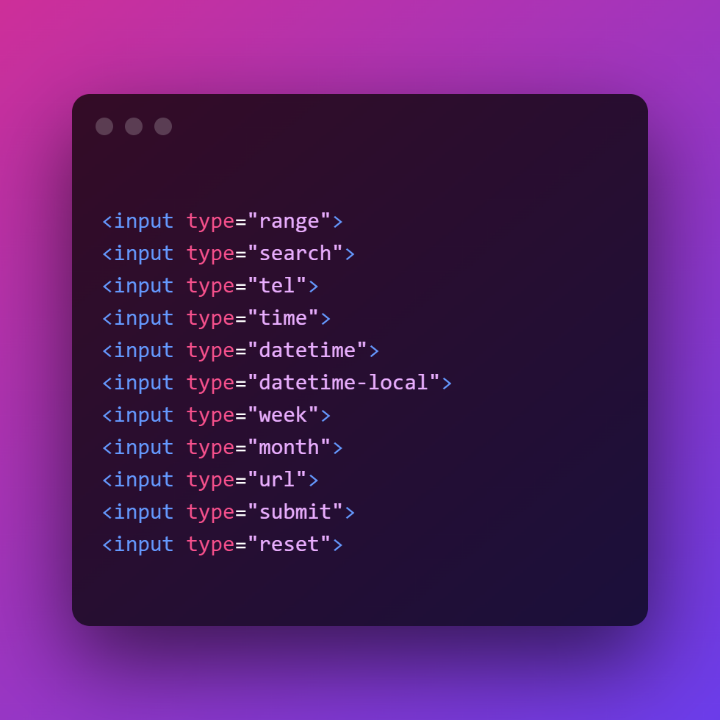 <input type="range">
<input type="search">
<input type="tel">
<input type="time">
<input type="datetime">
<input type="datetime-local">
<input type="week">
<input type="month">
<input type="url">
<input type="submit">
<input type="reset">